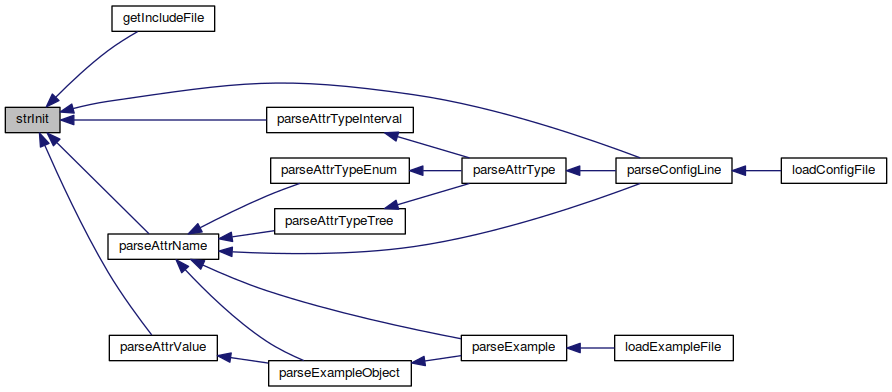 getIncludeFile
strInit
parseAttrTypeInterval
parseAttrTypeEnum
parseAttrType
parseConfigLine
loadConfigFile
parseAttrTypeTree
parseAttrName
parseAttrValue
parseExample
loadExampleFile
parseExampleObject